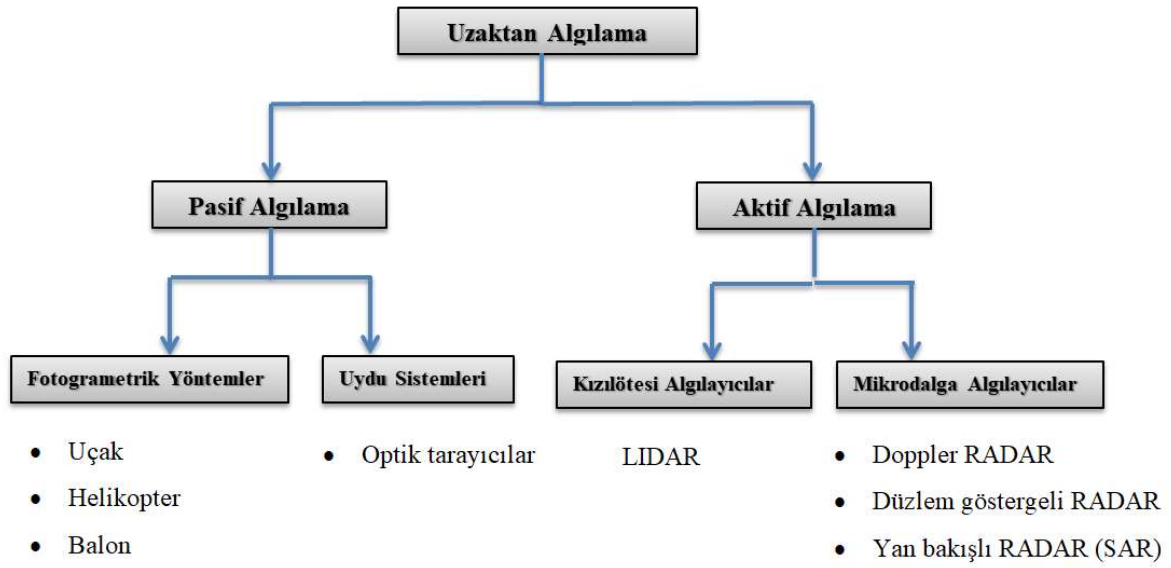 Uzaktan Algılama
Pasif Algılama
Aktif Algılama
Fotogrametrik Yöntemler
Uydu Sistemleri
Kızılötesi Algılayıcılar
Mikrodalga Algılayıcılar
• Uçak
• Helikopter
• Balon
• Optik tarayıcılar
LIDAR
• Doppler RADAR
• Düzlem göstergeli RADAR
• Yan bakışlı RADAR (SAR)